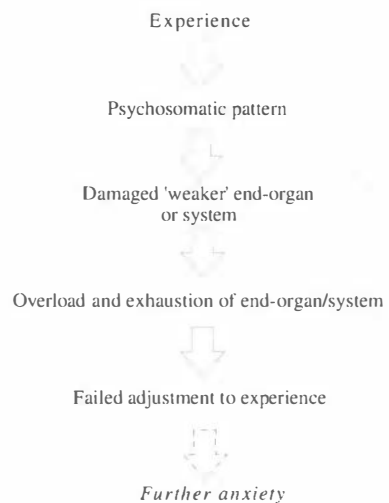 Experience
Psychosomatic pattern
Damaged 'weaker' end-organ
or system
Overload and exhaustion of end-organ/system
Failed adjustment to experience
Further anxiety